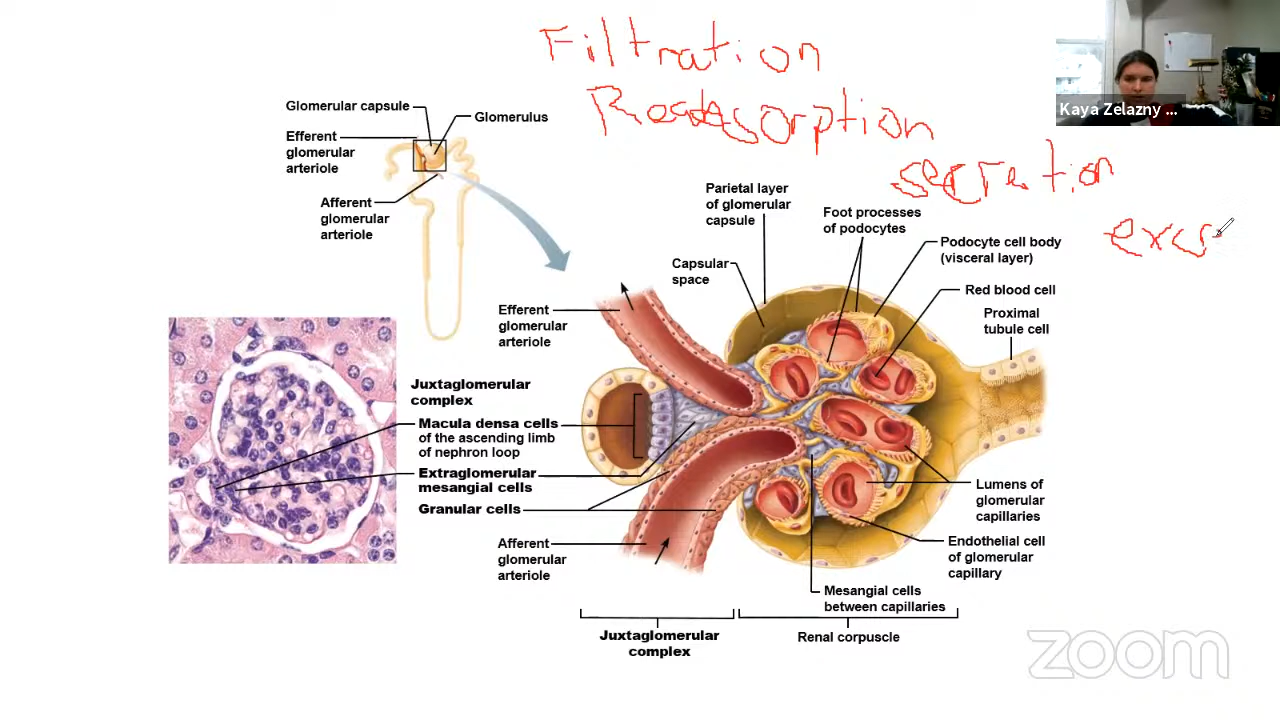 Filtration
Reabsorption
secretion
excr
Kaya Zelazny ...
Glomerular capsule
Glomerulus
Efferent
glomerular
arteriole
Afferent
glomerular
arteriole
Parietal layer
of glomerular
capsule
Foot processes
of podocytes
Podocyte cell body
(visceral layer)
Capsular
space
Red blood cell
Proximal
tubule cell
Efferent
glomerular
arteriole
Juxtaglomerular
complex
Macula densa cells
of the ascending limb
of nephron loop
Extraglomerular
mesangial cells
Granular cells
Afferent
glomerular
arteriole
Lumens of
glomerular
capillaries
Endothelial cell
of glomerular
capillary
Mesangial cells
between capillaries
Juxtaglomerular
complex
Renal corpuscle
zoom